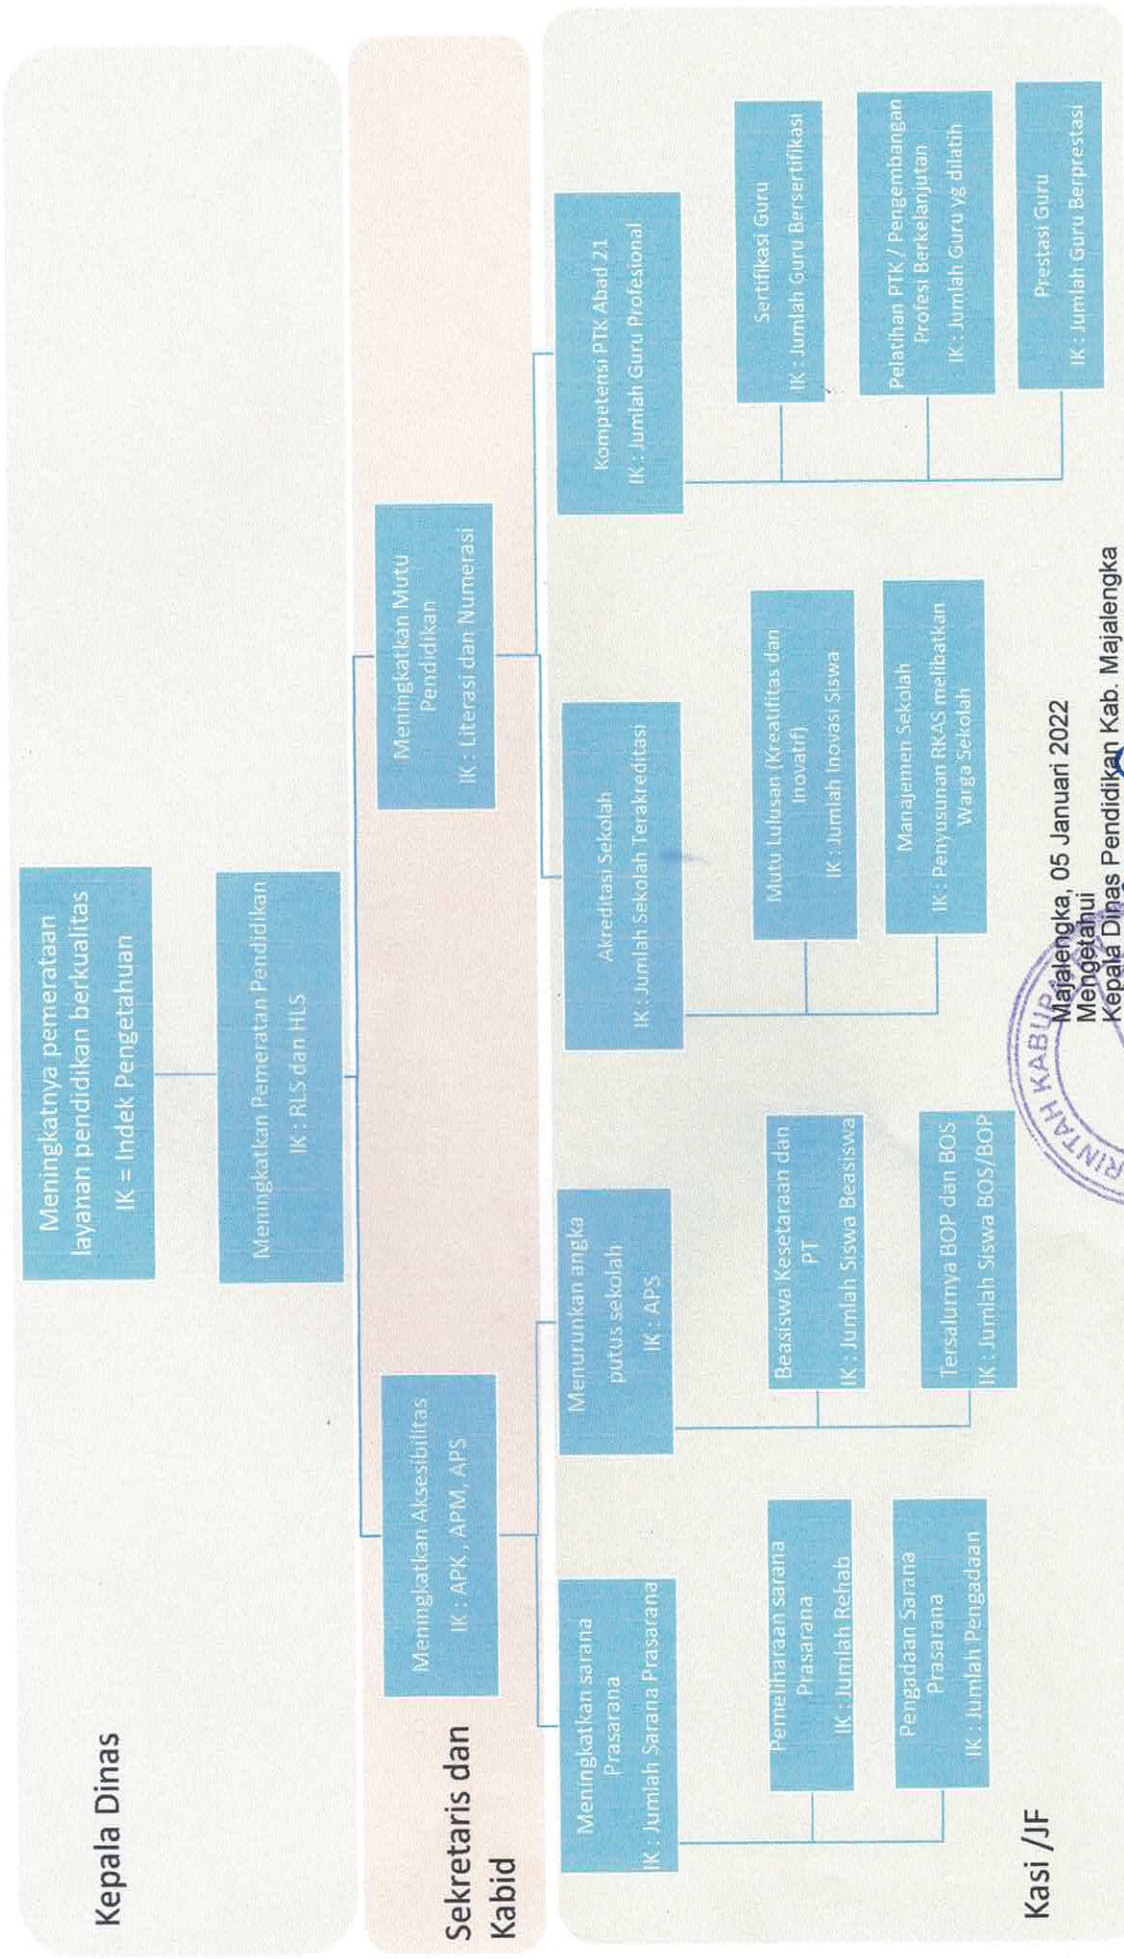 Kepala Dinas
Meningkatnya pemerataan
layanan pendidikan berkualitas
IK = Indek Pengetahuan
Meningkatkan Pemeratan Pendidikan
IK : RLS dan HLS
Sekretaris dan
Kabid
Meningkatkan Aksesibilitas
IK : APK , APM, APS
Meningkatkan Mutu
Pendidikan
IK : Literasi dan Numerasi
Meningkatkan sarana
Prasarana
IK : Jumlah Sarana Prasarana
Menurunkan angka
putus sekolah
IK : APS
Akreditasi Sekolah
IK : Jumlah Sekolah Terakreditasi
Kompetensi PTK Abad 21
IK : Jumlah Guru Profesional
Pemeliharaan sarana
Prasarana
IK : Jumlah Rehab
Pengadaan Sarana
Prasarana
IK : Jumlah Pengadaan
Beasiswa Kesetaraan dan
PT
IK : Jumlah Siswa Beasiswa
Tersalurnya BOP dan BOS
IK : Jumlah Siswa BOS/BOP
Mutu Lulusan (Kreatifitas dan
Inovatif)
IK : Jumlah Inovasi Siswa
Manajemen Sekolah
IK : Penyusunan RKAS melibatkan
Warga Sekolah
Sertifikasi Guru
IK : Jumlah Guru Bersertifikasi
Pelatihan PTK / Pengembangan
Profesi Berkelanjutan
IK : Jumlah Guru yg dilatih
Prestasi Guru
IK : Jumlah Guru Berprestasi
Kasi /JF
Majalengka, 05 Januari 2022
Mengetahui
Kepala Dinas Pendidikan Kab. Majalengka
RINTAH KABUPA